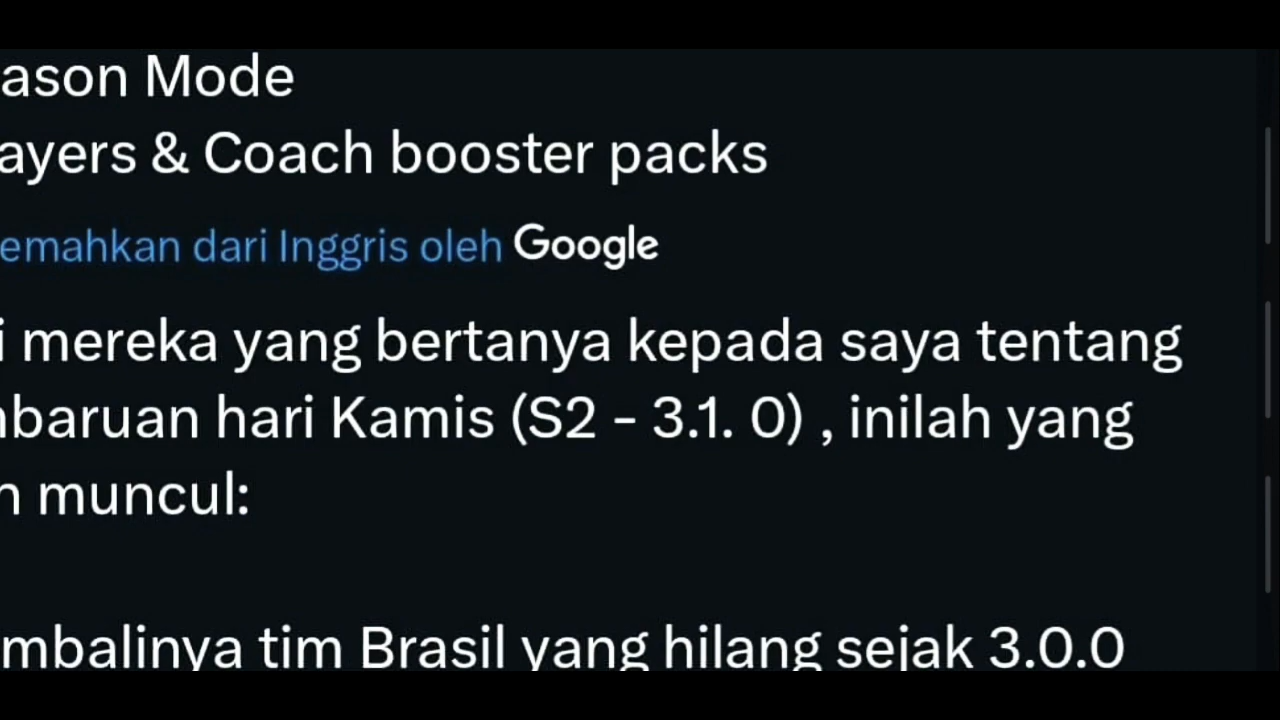 ason Mode
ayers & Coach booster packs
emahkan dari Inggris oleh Google
i mereka yang bertanya kepada saya tentang
baruan hari Kamis (S2 - 3.1. 0) , inilah yang
muncul:
mbalinya tim Brasil yang hilang sejak 3.0.0